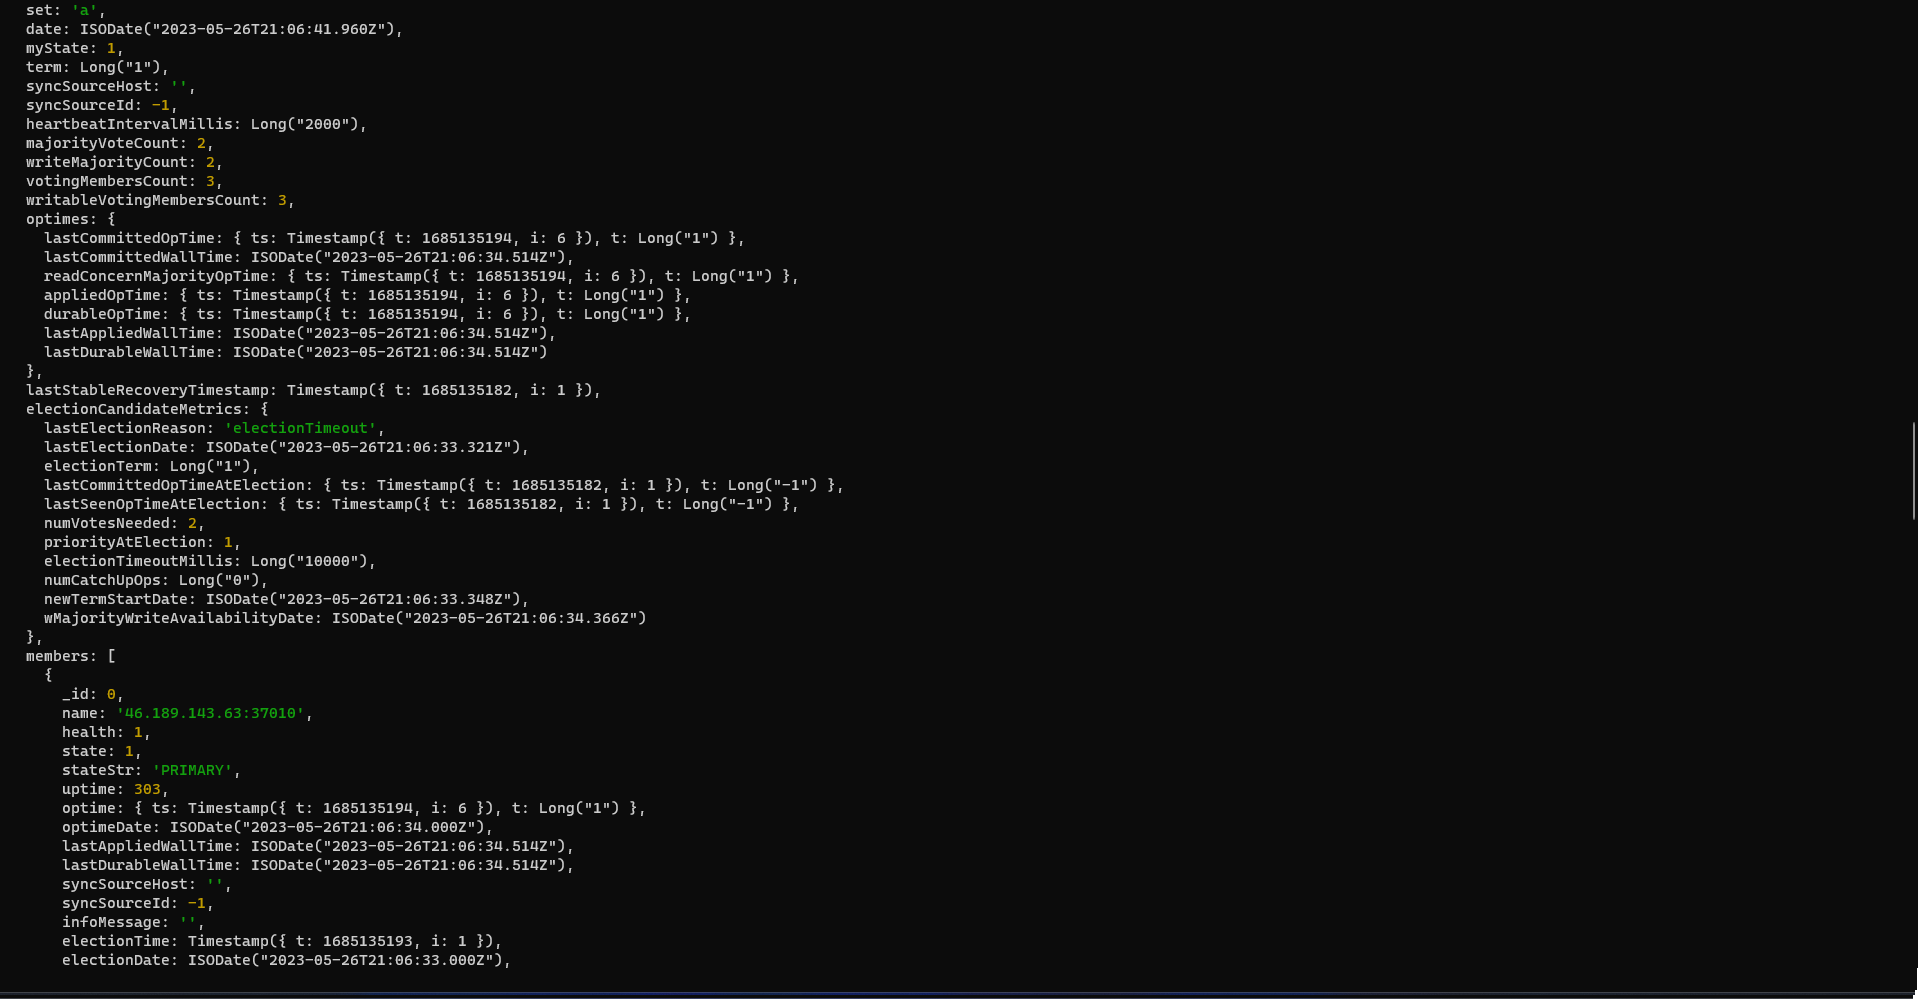 set: 'a',
date: ISODate("2023-05-26T21:06:41.960Z"),
myState: 1,
term: Long("1"),
syncSourceHost: '',
syncSourceId: -1,
heartbeatIntervalMillis: Long("2000"),
majorityVoteCount: 2,
writeMajorityCount: 2,
votingMembersCount: 3,
writableVotingMembersCount: 3,
optimes: {
lastCommittedOpTime: { ts: Timestamp({ t: 1685135194, i: 6 }), t: Long("1") },
lastCommittedWallTime: ISODate("2023-05-26T21:06:34.514Z"),
readConcernMajorityOpTime: { ts: Timestamp({ t: 1685135194, i: 6 }), t: Long("1") },
appliedOpTime: { ts: Timestamp({ t: 1685135194, i: 6 }), t: Long("1") },
durableOpTime: { ts: Timestamp({ t: 1685135194, i: 6 }), t: Long("1") },
lastAppliedWallTime: ISODate("2023-05-26T21:06:34.514Z"),
lastDurableWallTime: ISODate("2023-05-26T21:06:34.514Z")
},
lastStableRecoveryTimestamp: Timestamp({ t: 1685135182, i: 1 }),
electionCandidateMetrics: {
lastElectionReason: 'electionTimeout',
lastElectionDate: ISODate("2023-05-26T21:06:33.321Z"),
electionTerm: Long("1"),
lastCommittedOpTimeAtElection: { ts: Timestamp({ t: 1685135182, i: 1 }), t: Long("-1") },
lastSeenOpTimeAtElection: { ts: Timestamp({ t: 1685135182, i: 1 }), t: Long("-1") },
numVotesNeeded: 2,
priorityAtElection: 1,
electionTimeoutMillis: Long("10000"),
numCatchUpOps: Long("0"),
newTermStartDate: ISODate("2023-05-26T21:06:33.348Z"),
wMajorityWriteAvailabilityDate: ISODate("2023-05-26T21:06:34.366Z")
},
members: [
{
_id: 0,
name: '46.189.143.63:37010',
health: 1,
state: 1,
stateStr: 'PRIMARY',
uptime: 303,
optime: { ts: Timestamp({ t: 1685135194, i: 6 }), t: Long("1") },
optimeDate: ISODate("2023-05-26T21:06:34.000Z"),
lastAppliedWallTime: ISODate("2023-05-26T21:06:34.514Z"),
lastDurableWallTime: ISODate("2023-05-26T21:06:34.514Z"),
syncSourceHost: '',
syncSourceId: -1,
infoMessage: '',
electionTime: Timestamp({ t: 1685135193, i: 1 }),
electionDate: ISODate("2023-05-26T21:06:33.000Z"),